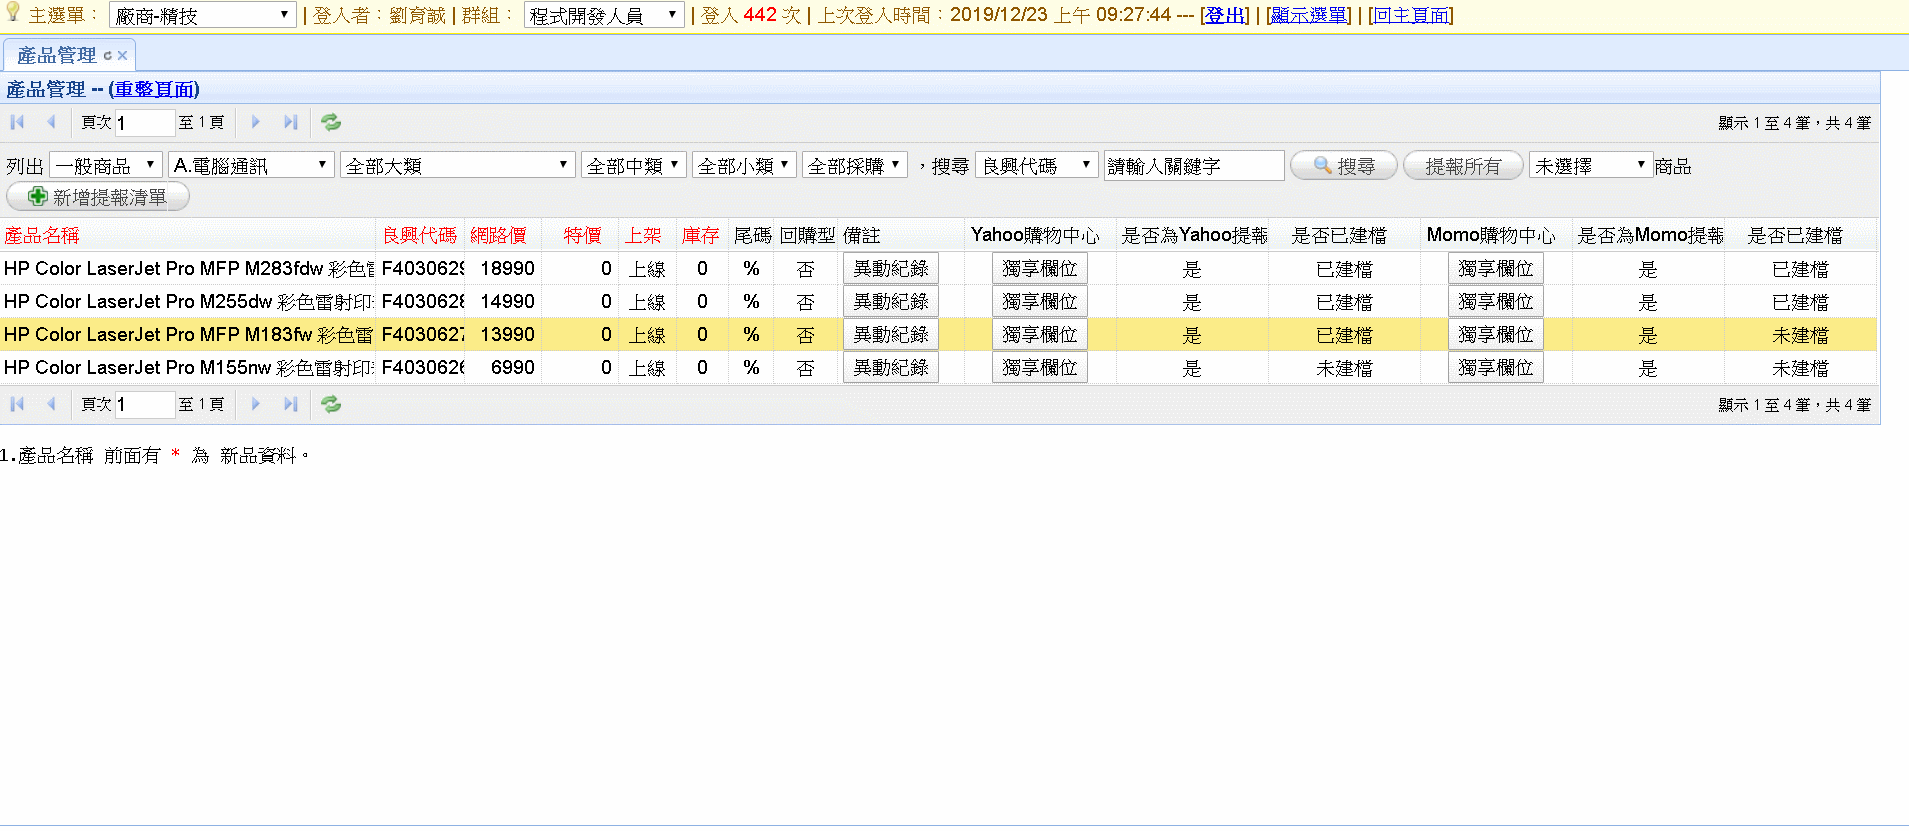 主選單： 廠商-精技 | 登入者：劉育誠 | 群組： 程式開發人員 | 登入 442 次 | 上次登入時間：2019/12/23 上午 09:27:44 --- [登出] | [顯示選單] | [回主頁面]
產品管理
產品管理 -- (重整頁面)
頁次 1 至 1 頁 顯示 1 至 4 筆，共 4 筆
列出 一般商品 A.電腦通訊 全部大類 全部中類 全部小類 全部採購 ，搜尋 良興代碼 請輸入關鍵字 搜尋 提報所有 未選擇 商品
新增提報清單
產品名稱 良興代碼 網路價 特價 上架 庫存 尾碼 回購型 備註 Yahoo購物中心 是否為Yahoo提報 是否已建檔 Momo購物中心 是否為Momo提報 是否已建檔
HP Color LaserJet Pro MFP M283fdw 彩色 F4030629 18990 0 上線 0 % 否 異動紀錄 獨享欄位 是 已建檔 獨享欄位 是 已建檔
HP Color LaserJet Pro M255dw 彩色雷射印 F4030628 14990 0 上線 0 % 否 異動紀錄 獨享欄位 是 已建檔 獨享欄位 是 已建檔
HP Color LaserJet Pro MFP M183fw 彩色雷 F4030627 13990 0 上線 0 % 否 異動紀錄 獨享欄位 是 已建檔 獨享欄位 是 未建檔
HP Color LaserJet Pro M155nw 彩色雷射印 F4030626 6990 0 上線 0 % 否 異動紀錄 獨享欄位 是 未建檔 獨享欄位 是 未建檔
頁次 1 至 1 頁 顯示 1 至 4 筆，共 4 筆
1.產品名稱 前面有 * 為 新品資料。